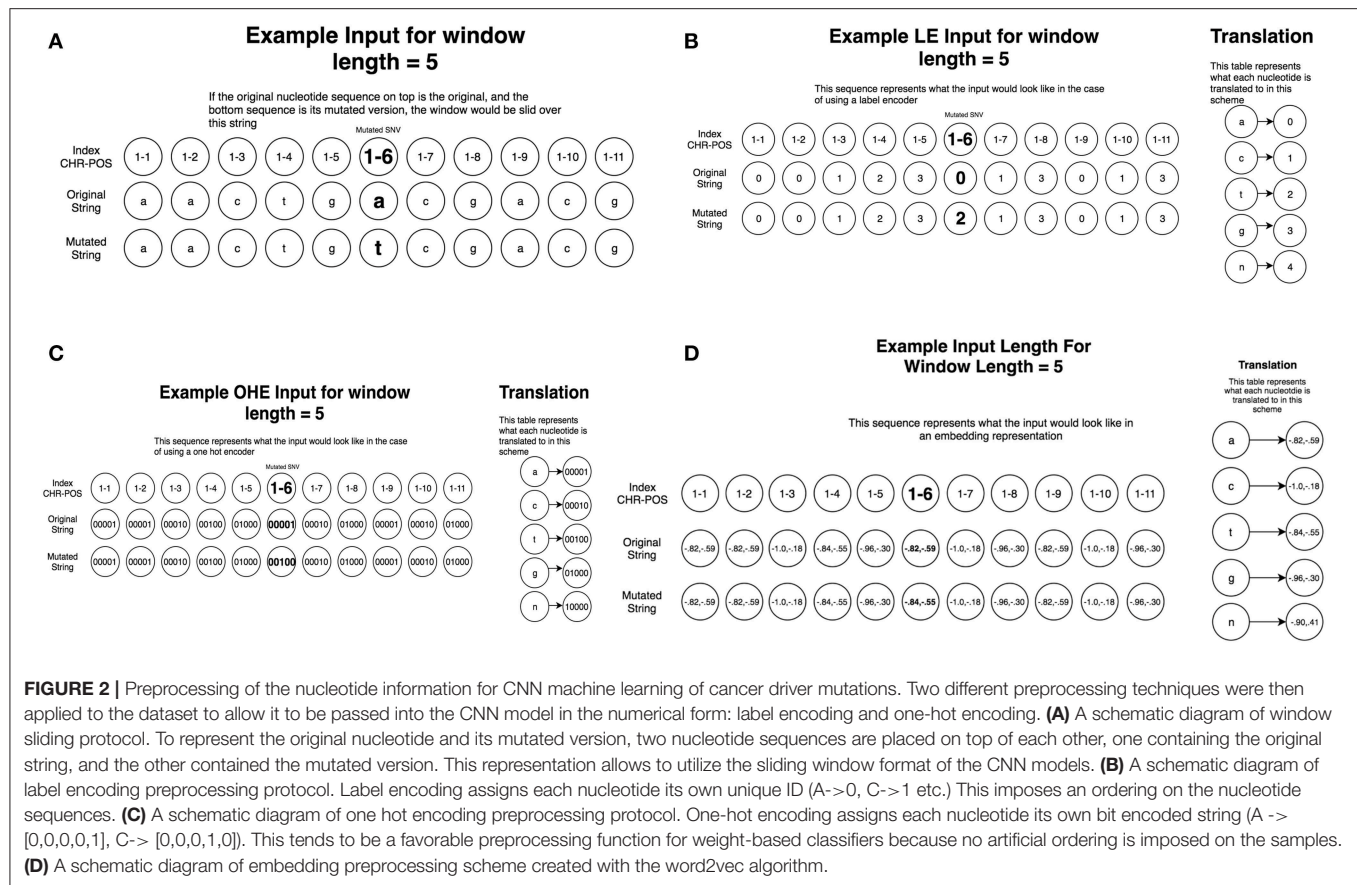 A
Example Input for window
length = 5
If the original nucleotide sequence on top is the original, and the
bottom sequence is its mutated version, the window would be slid over
this string
Mutated SNV
Index
CHR-POS
1-1 1-2 1-3 1-4 1-5 1-6 1-7 1-8 1-9 1-10 1-11
Original
String
a a c t g a c g a c g
Mutated
String
a a c t g t c g a c g
B
Example LE Input for window
length = 5
This sequence represents what the input would look like in the case
of using a label encoder
Mutated SNV
Index
CHR-POS
1-1 1-2 1-3 1-4 1-5 1-6 1-7 1-8 1-9 1-10 1-11
Original
String
0 0 1 2 3 0 1 3 0 1 3
Mutated
String
0 0 1 2 3 2 1 3 0 1 3
Translation
This table represents
what each nucleotide is
translated to in this
scheme
a 0
c 1
t 2
g 3
n 4
C
Example OHE Input for window
length = 5
This sequence represents what the input would look like in the case
of using a one hot encoder
Mutated SNV
Index
CHR-POS
1-1 1-2 1-3 1-4 1-5 1-6 1-7 1-8 1-9 1-10 1-11
Original
String
00001 00001 00010 00100 01000 00001 00010 01000 00001 00010 01000
Mutated
String
00001 00001 00010 00100 01000 00100 00010 01000 00001 00010 01000
Translation
This table represents
what each nucleotide is
translated to in this
scheme
a 00001
c 00010
t 00100
g 01000
n 10000
D
Example Input Length For
Window Length = 5
This sequence represents what the input would look like in
an embedding representation
Index
CHR-POS
1-1 1-2 1-3 1-4 1-5 1-6 1-7 1-8 1-9 1-10 1-11
Original
String
-.82,-.59 -.82,-.59 -1.0,-.18 -.84,-.55 -.96,-.30 -.82,-.59 -1.0,-.18 -.96,-.30 -.82,-.59 -1.0,-.18 -.96,-.30
Mutated
String
-.82,-.59 -.82,-.59 -1.0,-.18 -.84,-.55 -.96,-.30 -.84,-.55 -1.0,-.18 -.96,-.30 -.82,-.59 -1.0,-.18 -.96,-.30
Translation
This table represents
what each nucleotdie is
translated to in this
scheme
a -.82,-.59
c -1.0,-.18
t -.84,-.55
g -.96,-.30
n -.90,.41
FIGURE 2 | Preprocessing of the nucleotide information for CNN machine learning of cancer driver mutations. Two different preprocessing techniques were then
applied to the dataset to allow it to be passed into the CNN model in the numerical form: label encoding and one-hot encoding. (A) A schematic diagram of window
sliding protocol. To represent the original nucleotide and its mutated version, two nucleotide sequences are placed on top of each other, one containing the original
string, and the other contained the mutated version. This representation allows to utilize the sliding window format of the CNN models. (B) A schematic diagram of
label encoding preprocessing protocol. Label encoding assigns each nucleotide its own unique ID (A->0, C->1 etc.) This imposes an ordering on the nucleotide
sequences. (C) A schematic diagram of one hot encoding preprocessing protocol. One-hot encoding assigns each nucleotide its own bit encoded string (A ->
[0,0,0,0,1], C-> [0,0,0,1,0]). This tends to be a favorable preprocessing function for weight-based classifiers because no artificial ordering is imposed on the samples.
(D) A schematic diagram of embedding preprocessing scheme created with the word2vec algorithm.